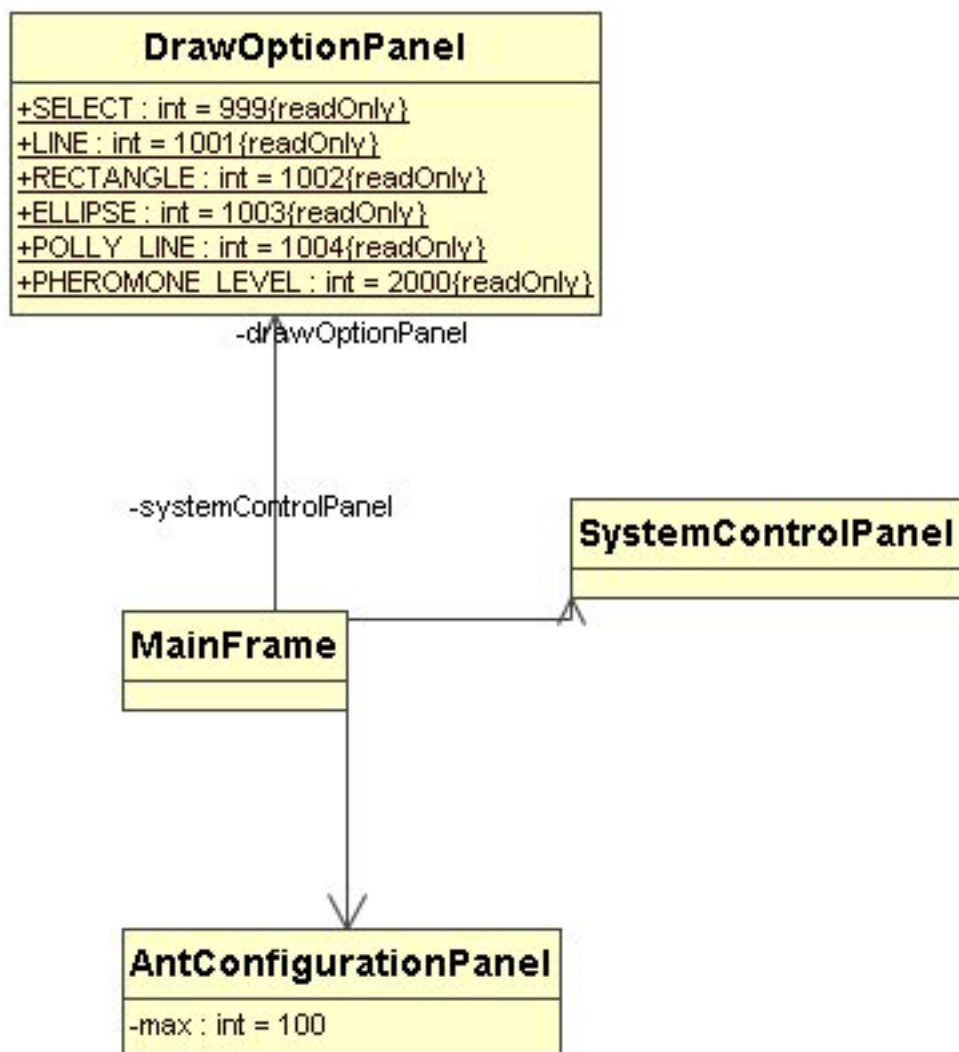 DrawOptionPanel
+SELECT : int = 999{readOnly}
+LINE : int = 1001{readOnly}
+RECTANGLE : int = 1002{readOnly}
+ELLIPSE : int = 1003{readOnly}
+POLLY_LINE : int = 1004{readOnly}
+PHEROMONE_LEVEL : int = 2000{readOnly}
-drawOptionPanel
-systemControlPanel
SystemControlPanel
MainFrame
AntConfigurationPanel
-max : int = 100